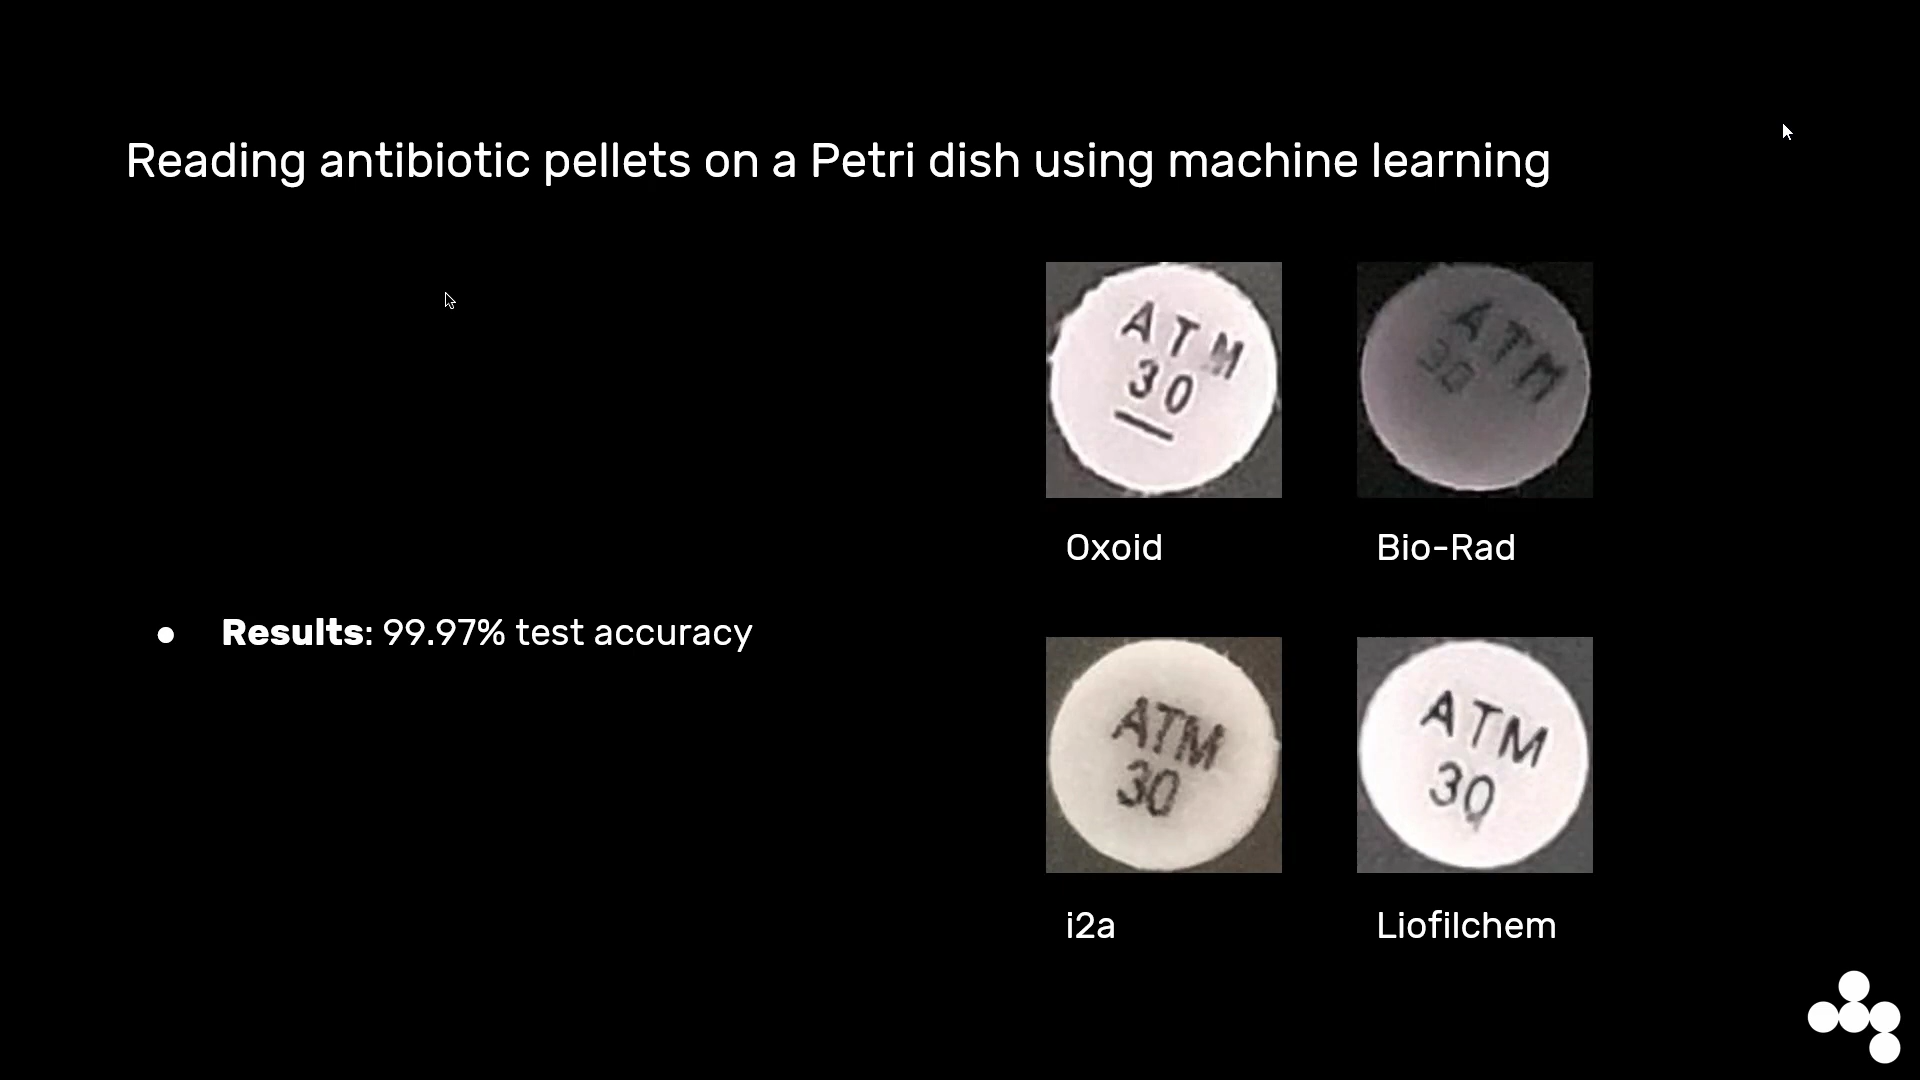 Reading antibiotic pellets on a Petri dish using machine learning
ATM
30
ATM
30
Oxoid
Bio-Rad
● Results: 99.97% test accuracy
ATM
30
ATM
30
i2a
Liofilchem